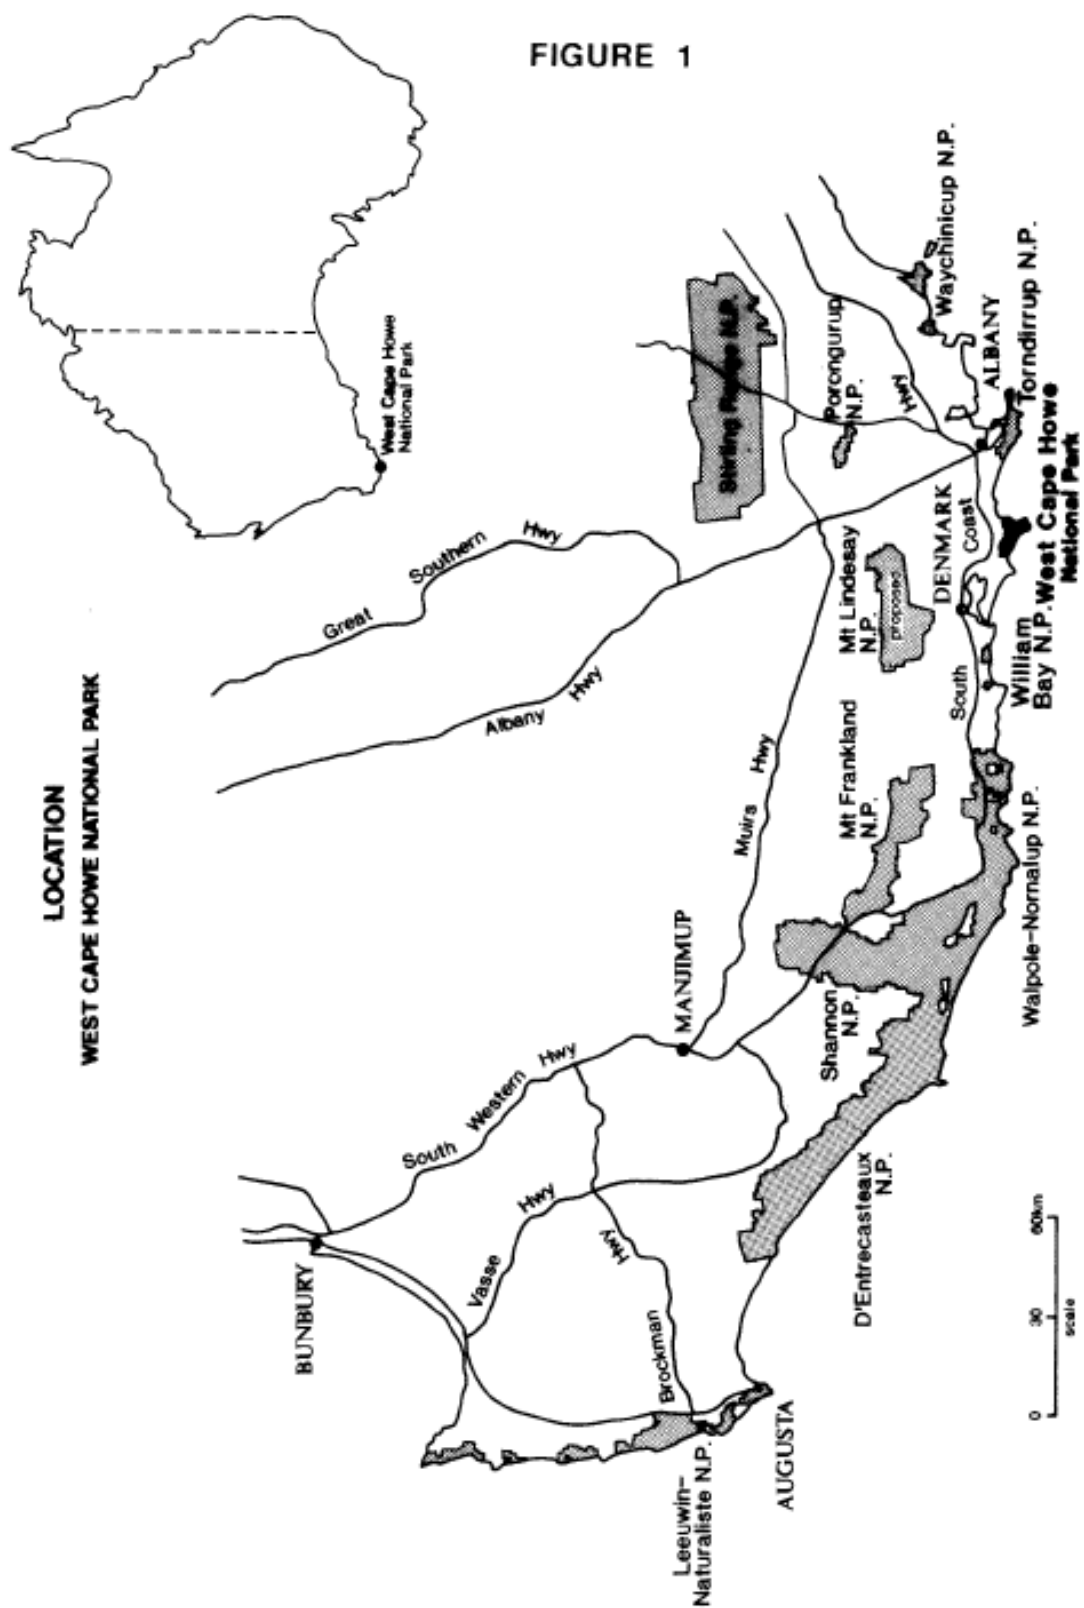 FIGURE 1
LOCATION
WEST CAPE HOWE NATIONAL PARK
West Cape Howe
National Park
Great Southern Hwy
Albany Hwy
South Western Hwy
Muirs Hwy
Vasse Hwy
Brockman Hwy
South Coast
Hwy
BUNBURY
MANJIMUP
AUGUSTA
DENMARK
ALBANY
Stirling Range N.P.
Porongurup
N.P.
Waychinicup N.P.
Torndirrup N.P.
West Cape Howe
National Park
William
Bay N.P.
Mt Lindesay
N.P.
proposed
Mt Frankland
N.P.
Walpole-Nornalup N.P.
Shannon
N.P.
D'Entrecasteaux
N.P.
Leeuwin-
Naturaliste N.P.
0 30 60km
scale